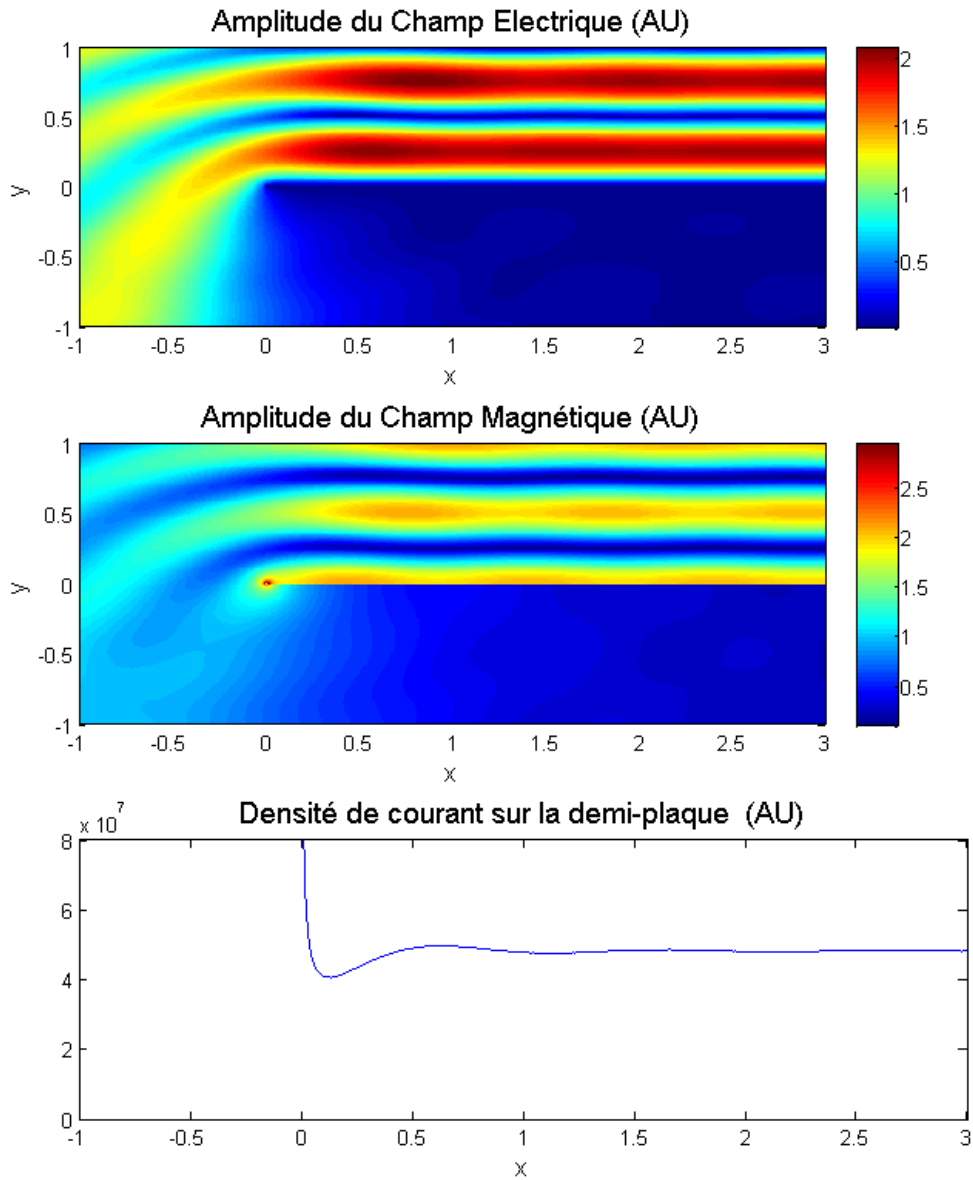 Amplitude du Champ Electrique (AU)
1
0.5
0
-0.5
-1
y
-1 -0.5 0 0.5 1 1.5 2 2.5 3
x
2
1.5
1
0.5
Amplitude du Champ Magnétique (AU)
1
0.5
0
-0.5
-1
y
-1 -0.5 0 0.5 1 1.5 2 2.5 3
x
2.5
2
1.5
1
0.5
Densité de courant sur la demi-plaque (AU)
x 10^7
8
6
4
2
0
-1 -0.5 0 0.5 1 1.5 2 2.5 3
x